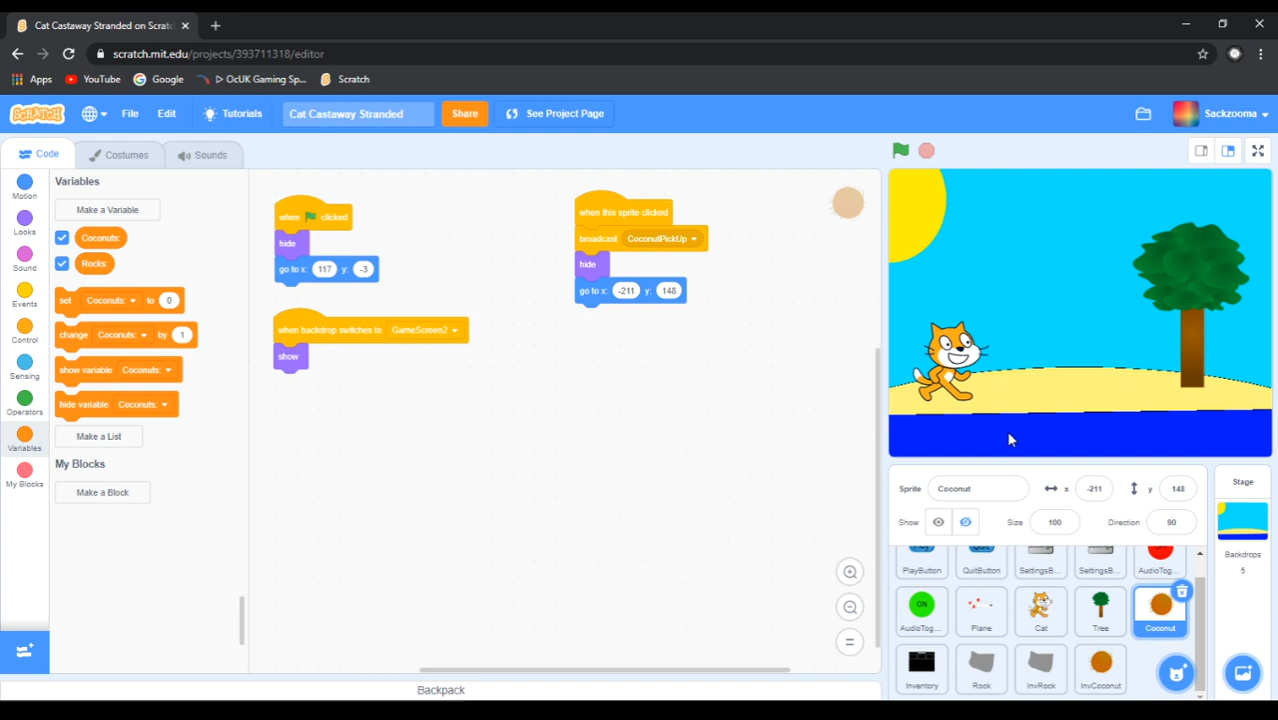 Cat Castaway Stranded on Scratc
scratch.mit.edu/projects/393711318/editor
Apps YouTube Google ▷ OcUK Gaming Sp... Scratch
SCRATCH File Edit Tutorials Cat Castaway Stranded Share See Project Page Sackzooma
Code Costumes Sounds
Motion
Looks
Sound
Events
Control
Sensing
Operators
Variables
My Blocks
Variables
Make a Variable
Coconuts:
Rocks:
set Coconuts: to 0
change Coconuts: by 1
show variable Coconuts:
hide variable Coconuts:
Make a List
My Blocks
Make a Block
when clicked
hide
go to x: 117 y: -3
when backdrop switches to GameScreen2
show
when this sprite clicked
broadcast CoconutPickUp
hide
go to x: -211 y: 148
Sprite Coconut x -211 y 148
Show Size 100 Direction 90
PlayButton QuitButton SettingsB... SettingsB... AudioTog...
ON
AudioTog... Plane Cat Tree Coconut
Inventory Rock InvRock InvCoconut
Stage
Backdrops
5
Backpack